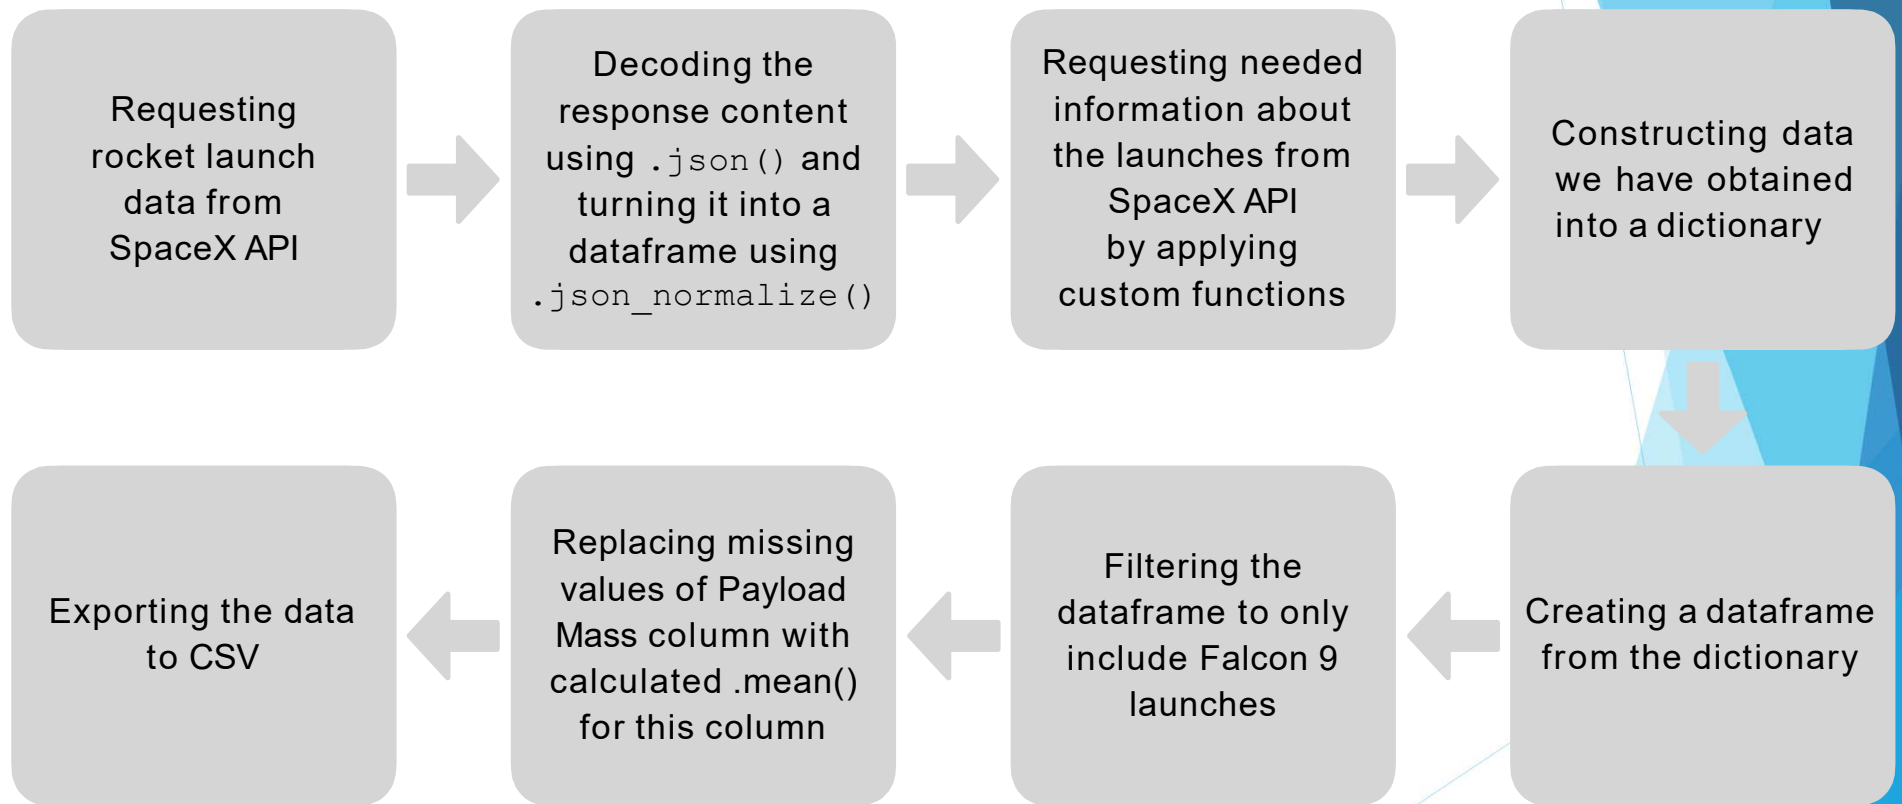 Requesting
rocket launch
data from
SpaceX API
Decoding the
response content
using .json() and
turning it into a
dataframe using
.json_normalize()
Requesting needed
information about
the launches from
SpaceX API
by applying
custom functions
Constructing data
we have obtained
into a dictionary
Creating a dataframe
from the dictionary
Filtering the
dataframe to only
include Falcon 9
launches
Replacing missing
values of Payload
Mass column with
calculated .mean()
for this column
Exporting the data
to CSV